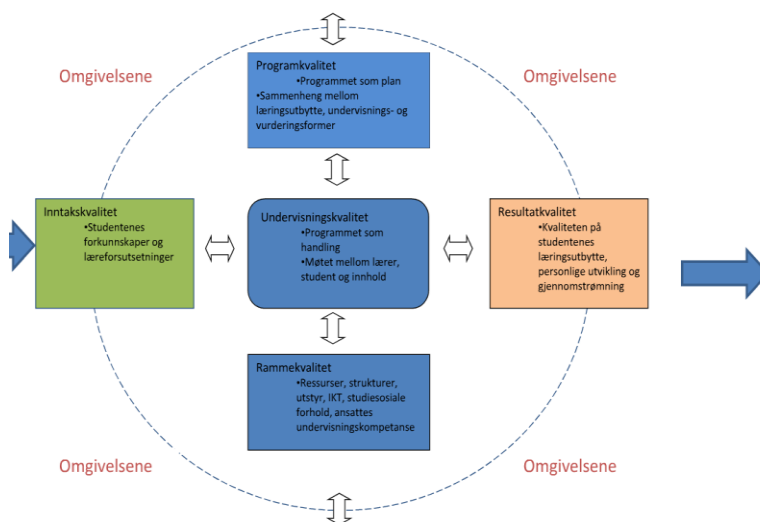 Omgivelsene
Omgivelsene
Programkvalitet
•Programmet som plan
•Sammenheng mellom
læringsutbytte, undervisnings- og
vurderingsformer
Inntakskvalitet
•Studentenes
forkunnskaper og
læreforsutsetninger
Undervisningskvalitet
•Programmet som
handling
•Møtet mellom lærer,
student og innhold
Resultatkvalitet
•Kvaliteten på
studentenes
læringsutbytte,
personlige utvikling og
gjennomstrømning
Rammekvalitet
•Ressurser, strukturer,
utstyr, IKT, studiesosiale
forhold, ansattes
undervisningskompetanse
Omgivelsene
Omgivelsene